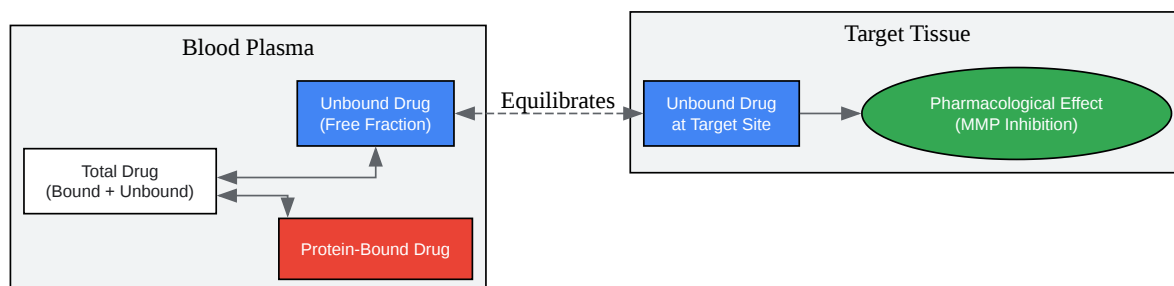 Blood Plasma
Unbound Drug
(Free Fraction)
Total Drug
(Bound + Unbound)
Protein-Bound Drug
Equilibrates
Target Tissue
Unbound Drug
at Target Site
Pharmacological Effect
(MMP Inhibition)